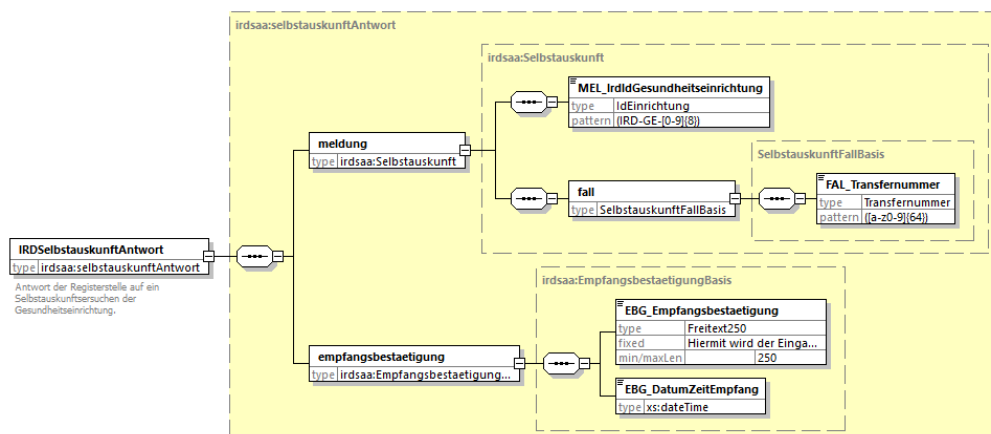 irdsaa:selbstauskunftAntwort
irdsaa:Selbstauskunft
MEL_IrdIdGesundheitseinrichtung
type IdEinrichtung
pattern (IRD-GE-[0-9]{8})
meldung
type irdsaa:Selbstauskunft
SelbstauskunftFallBasis
fall
type SelbstauskunftFallBasis
FAL_Transfernummer
type Transfernummer
pattern ([a-z0-9]{64})
IRDSelbstauskunftAntwort
type irdsaa:selbstauskunftAntwort
Antwort der Registerstelle auf ein
Selbstauskunftsersuchen der
Gesundheitseinrichtung.
irdsaa:EmpfangsbestaetigungBasis
EBG_Empfangsbestaetigung
type Freitext250
fixed Hiermit wird der Einga...
min/maxLen 250
empfangsbestaetigung
type irdsaa:Empfangsbestaetigung...
EBG_DatumZeitEmpfang
type xs:dateTime